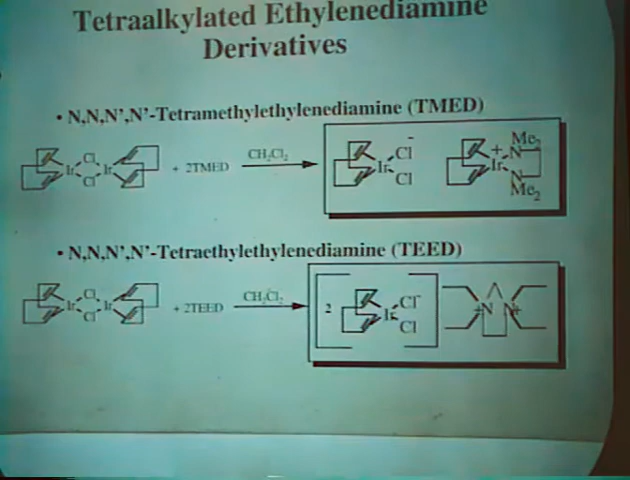 Tetraalkylated Ethylenediamine
Derivatives
• N,N,N',N'-Tetramethylethylenediamine (TMED)
Cl Ir Ir Cl + 2TMED CH2Cl2 Ir Cl - Cl Ir + N Me2 N Me2
• N,N,N',N'-Tetraethylethylenediamine (TEED)
Cl Ir Ir Cl + 2TEED CH2Cl2 2 Ir Cl - Cl +N N+